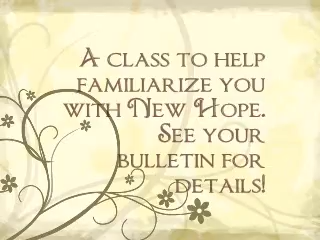 A class to help
familiarize you
with New Hope.
See your
bulletin for
details!